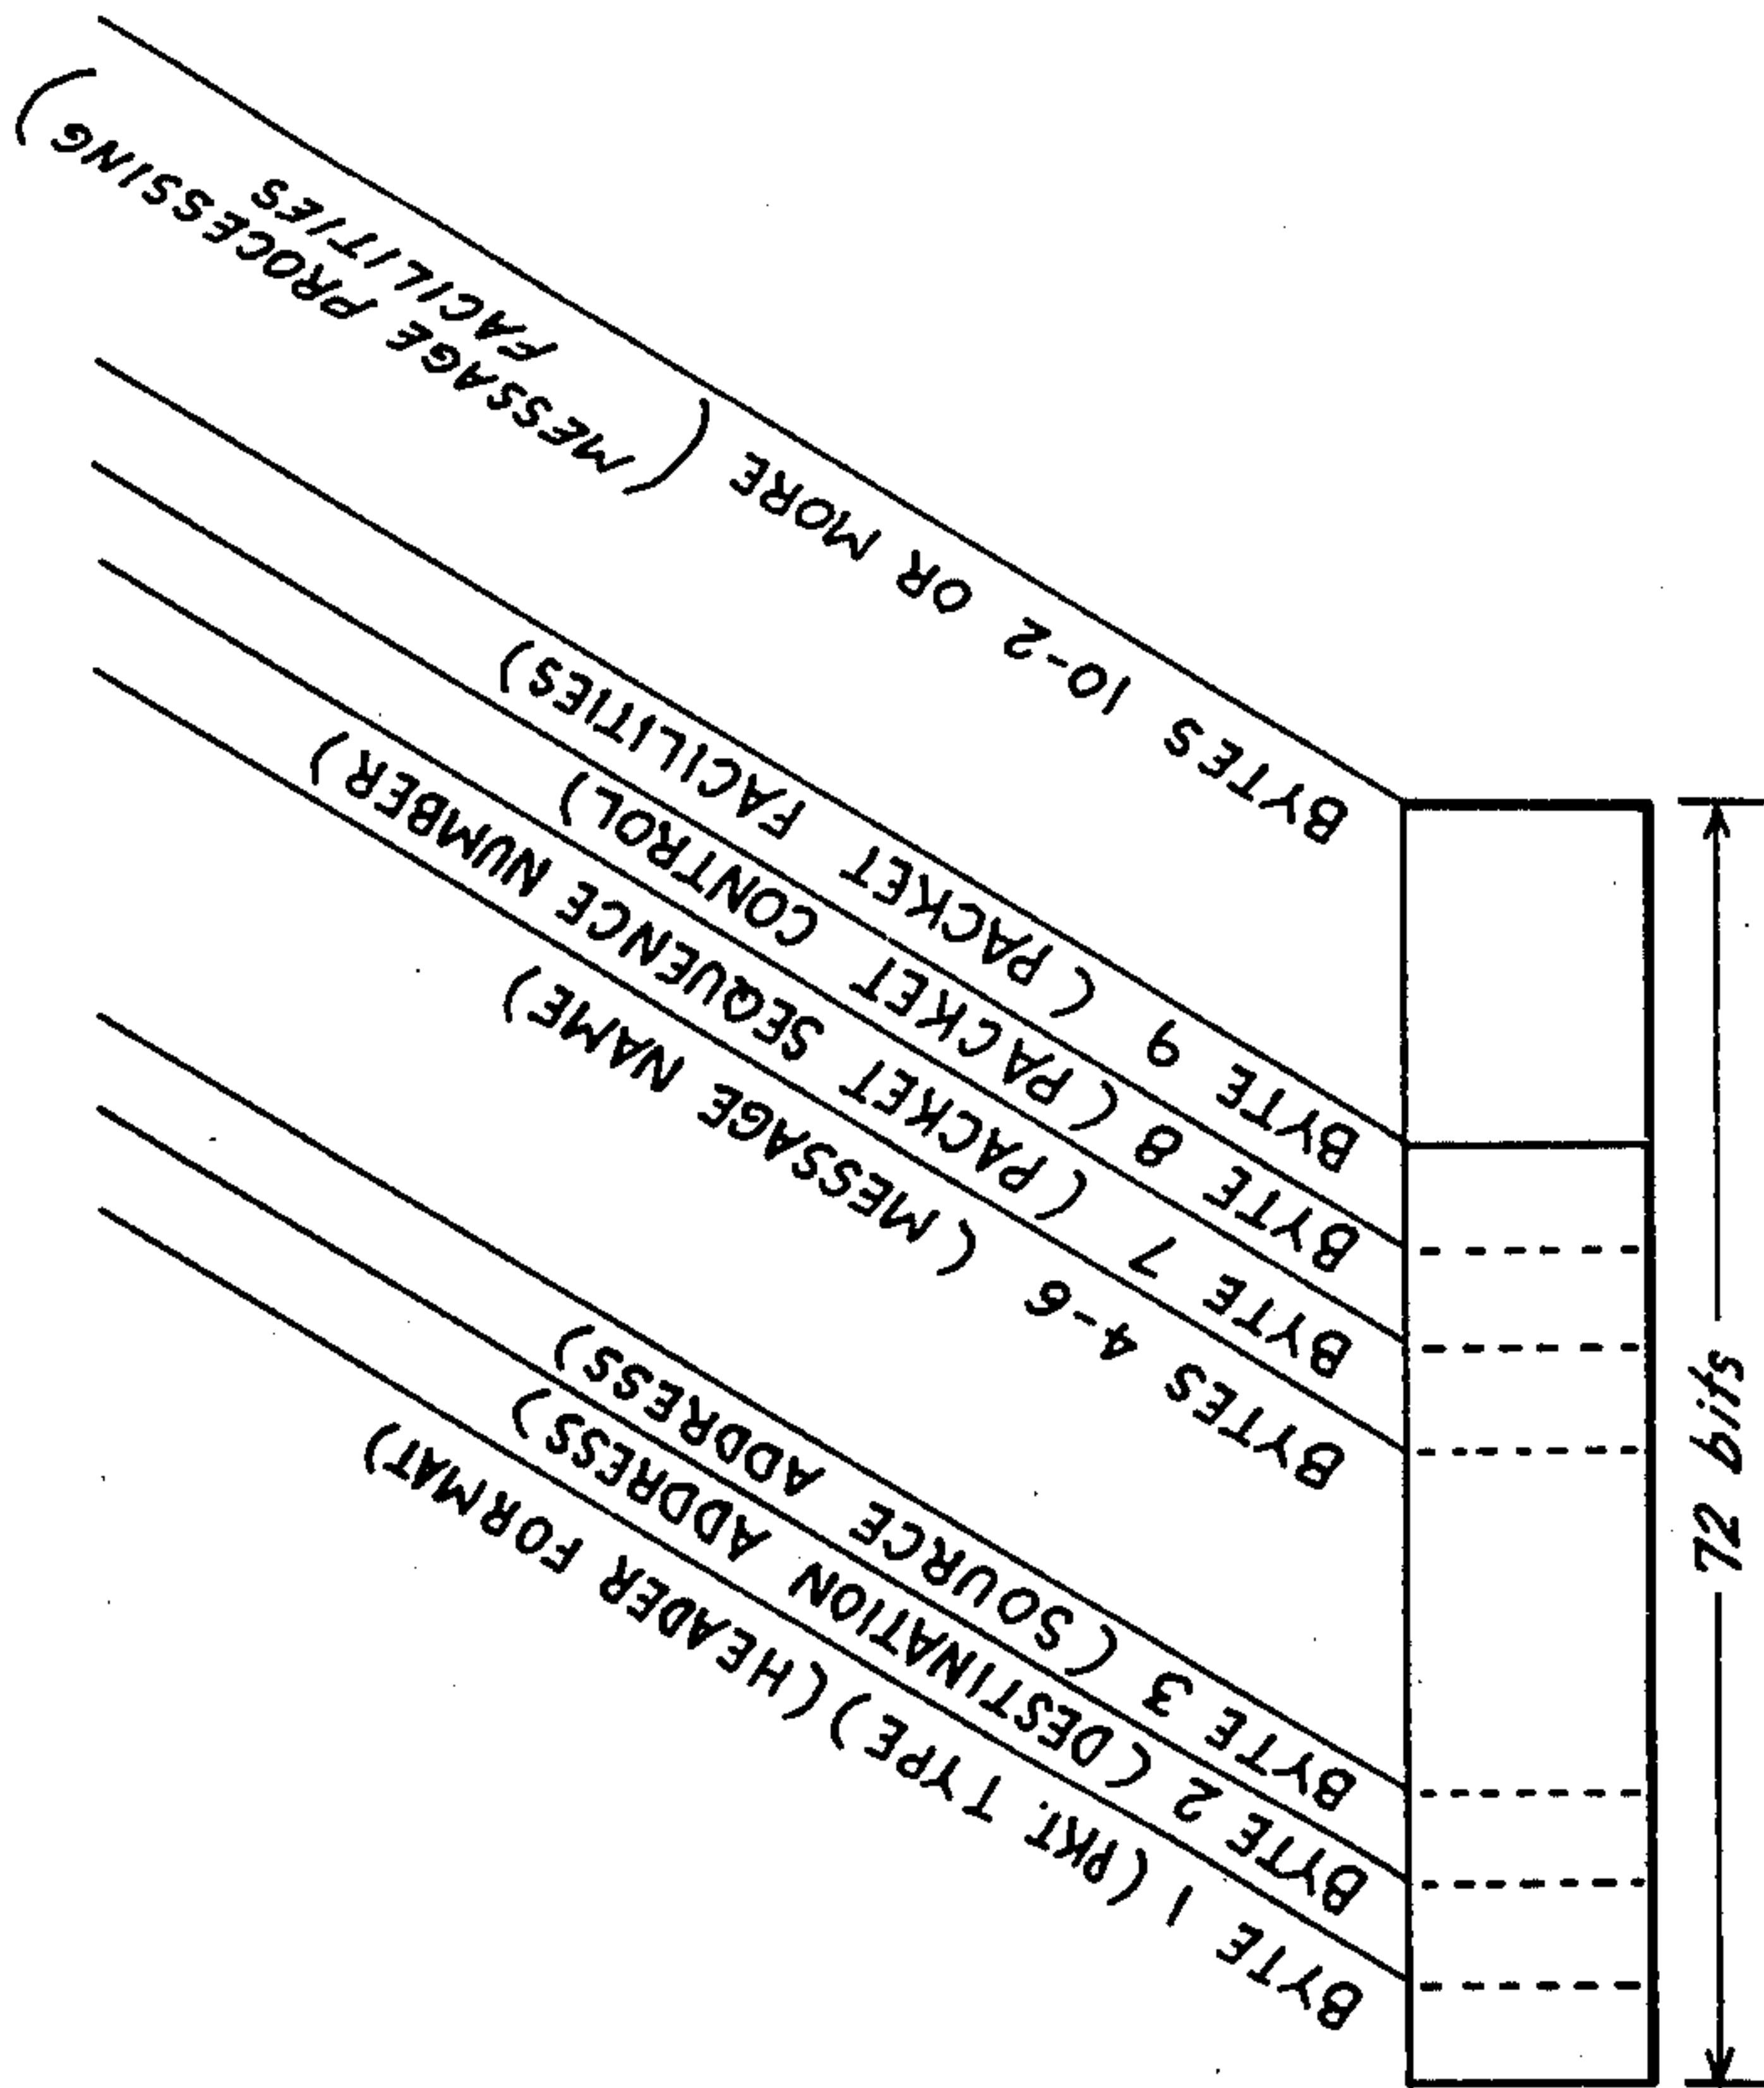 BYTE 1 (PKT. TYPE) (HEADER FORMAT)
BYTE 2 (DESTINATION ADDRESS)
BYTE 3 (SOURCE ADDRESS)
BYTES 4-6 (MESSAGE NAME)
BYTE 7 (PACKET SEQUENCE NUMBER)
BYTE 8 (PACKET CONTROL)
BYTE 9 (PACKET FACILITIES)
BYTES 10-2 OR MORE (MESSAGE PROCESSING
FACILITIES)
72 bits